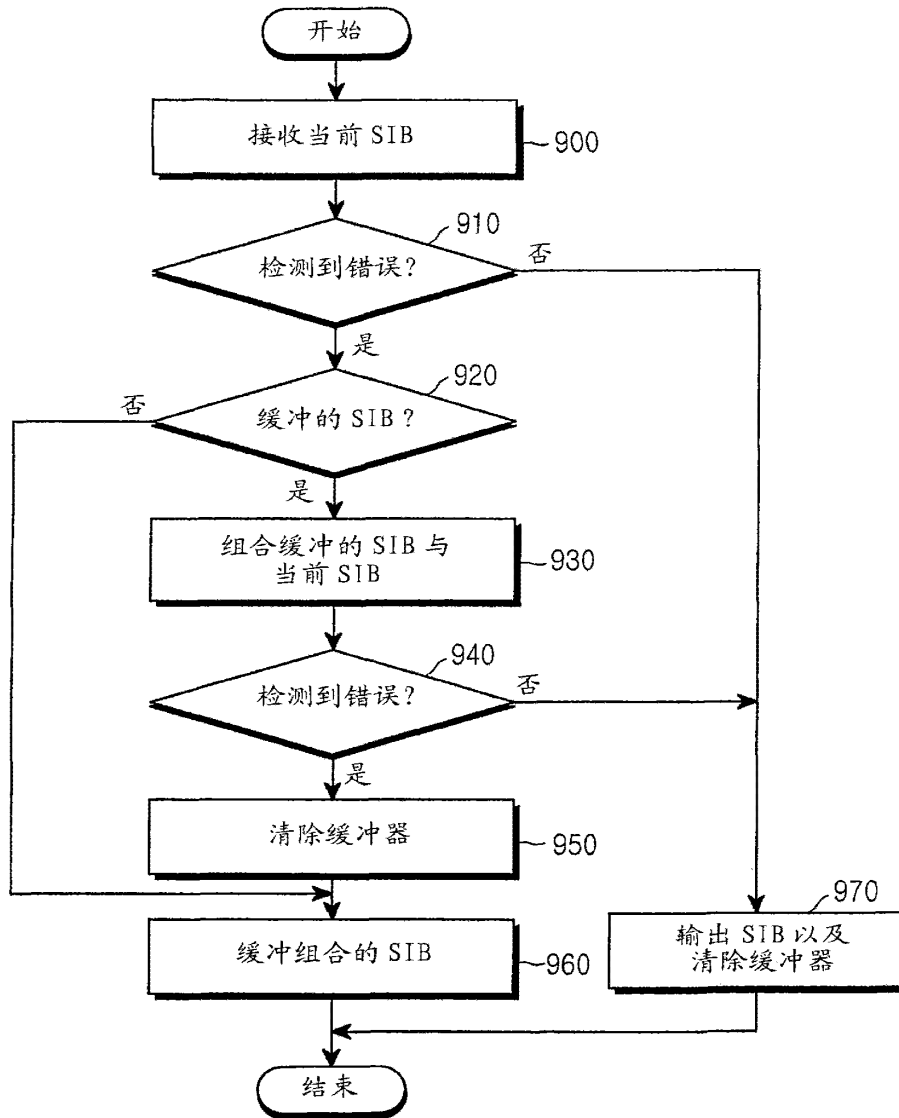 开始
接收当前 SIB
900
910
检测到错误?
否
是
920
否
缓冲的 SIB?
是
组合缓冲的 SIB 与
当前 SIB
930
940
检测到错误?
否
是
清除缓冲器
950
970
输出 SIB 以及
清除缓冲器
缓冲组合的 SIB
960
结束